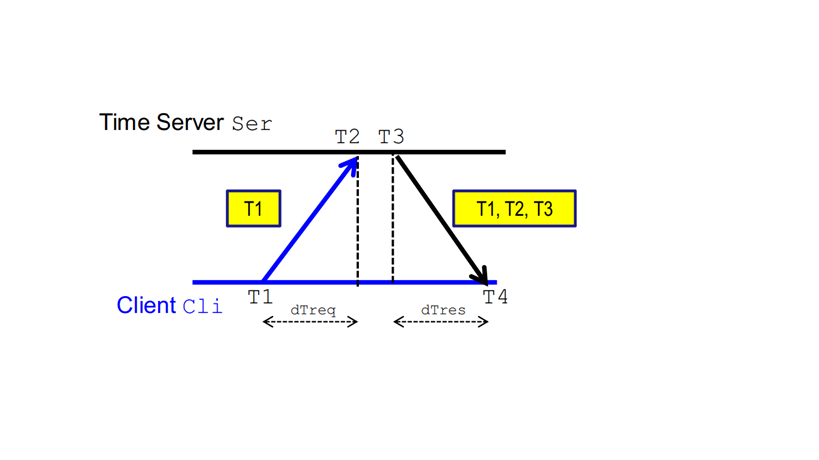 Time Server Ser
T2 T3
T1
T1, T2, T3
T1
T4
Client Cli
dTreq
dTres